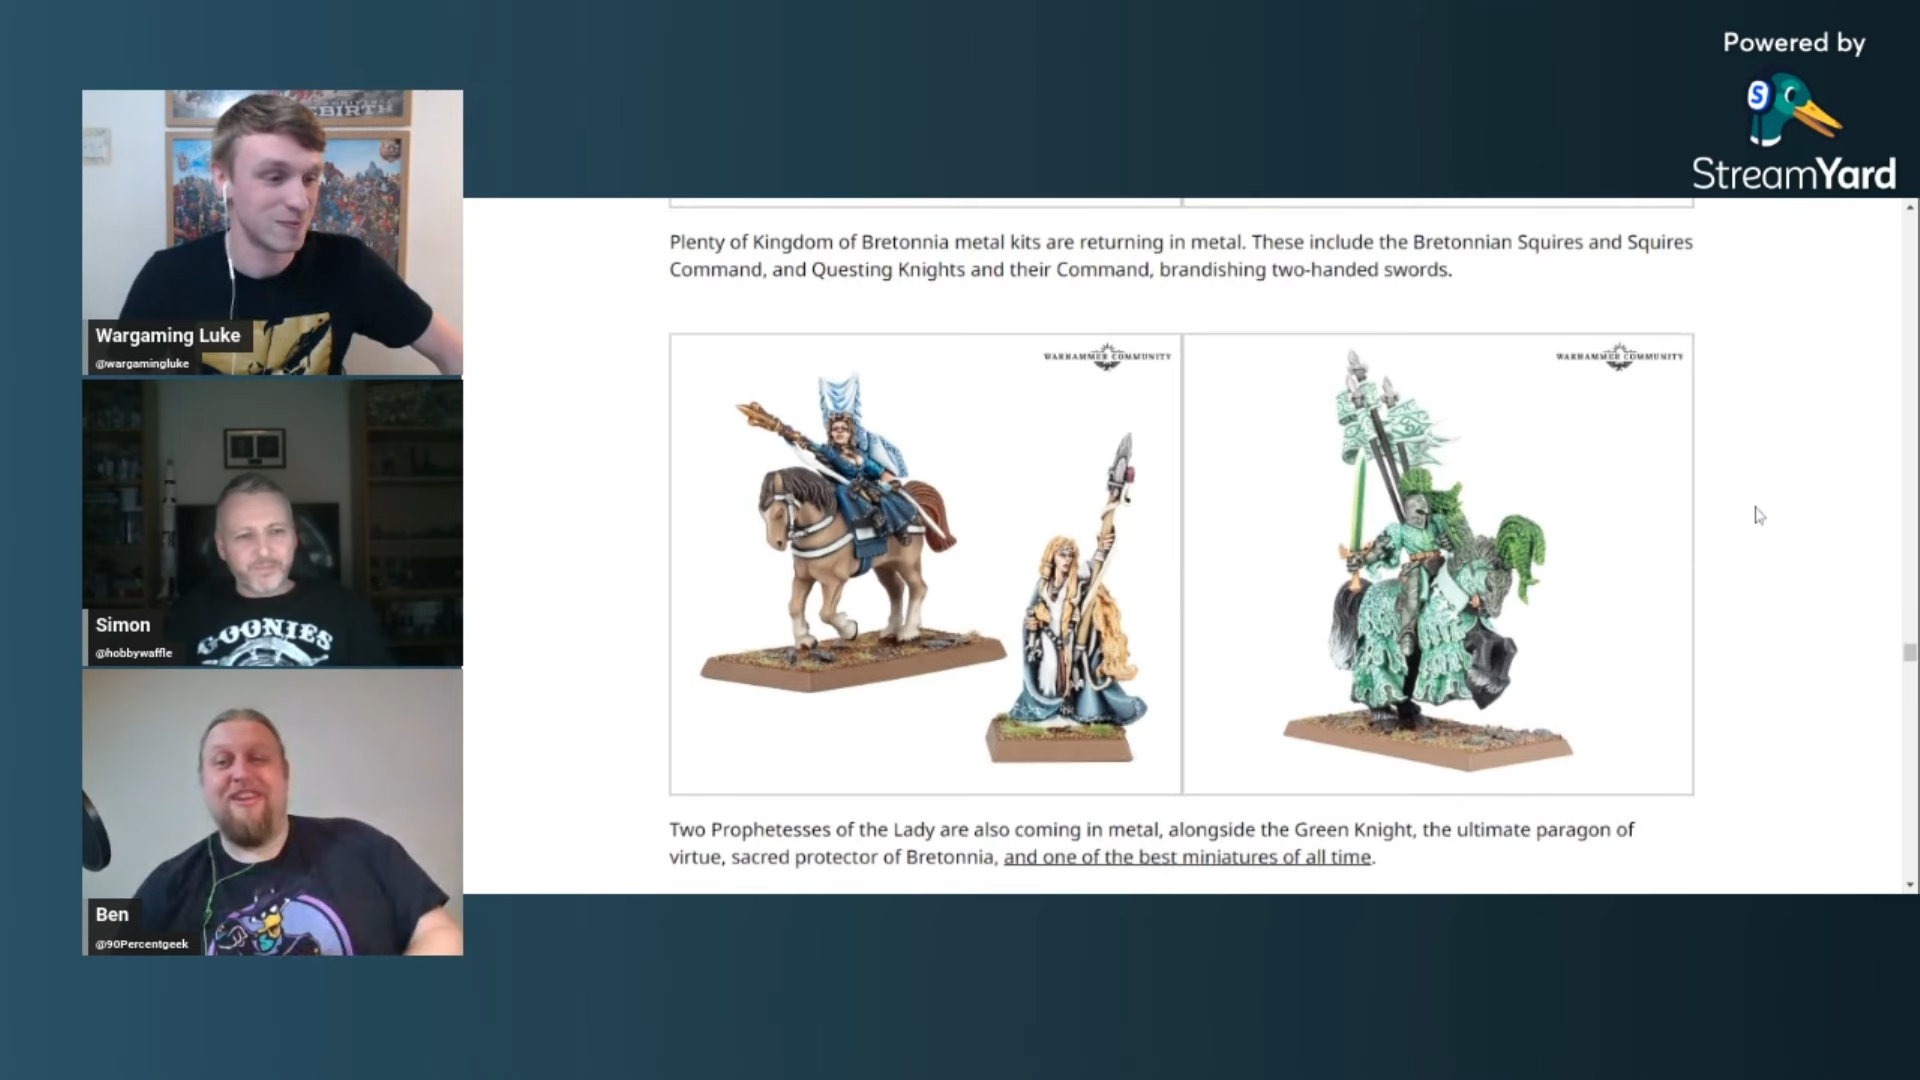 Powered by
StreamYard
EBIRTH
Wargaming Luke
@wargamingluke
GOONIES
Simon
@hobbywaffle
Ben
@90Percentgeek
Plenty of Kingdom of Bretonnia metal kits are returning in metal. These include the Bretonnian Squires and Squires
Command, and Questing Knights and their Command, brandishing two-handed swords.
WARHAMMER COMMUNITY
WARHAMMER COMMUNITY
Two Prophetesses of the Lady are also coming in metal, alongside the Green Knight, the ultimate paragon of
virtue, sacred protector of Bretonnia, and one of the best miniatures of all time.